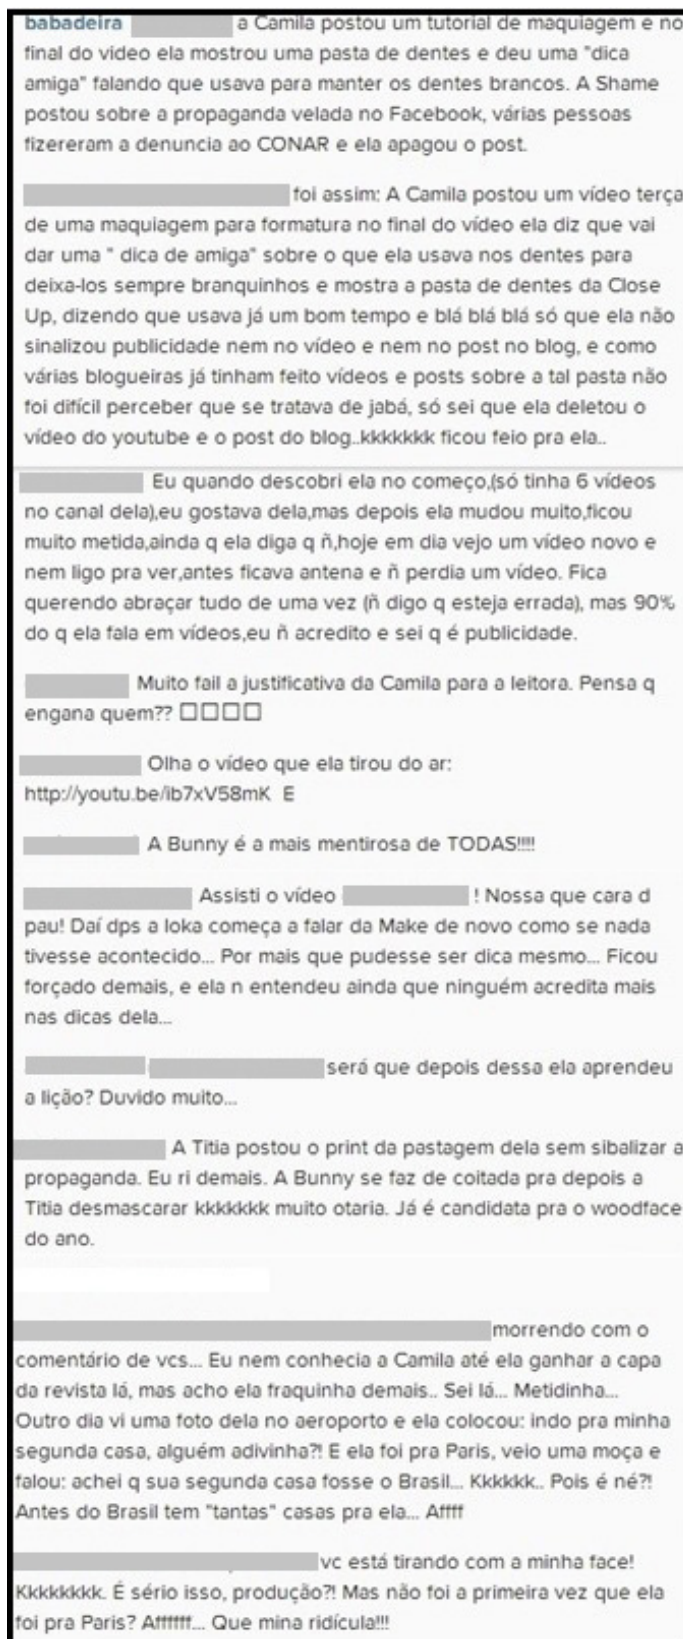 babadeira a Camila postou um tutorial de maquiagem e no
final do video ela mostrou uma pasta de dentes e deu uma "dica
amiga" falando que usava para manter os dentes brancos. A Shame
postou sobre a propaganda velada no Facebook, várias pessoas
fizereram a denuncia ao CONAR e ela apagou o post.
foi assim: A Camila postou um vídeo terça
de uma maquiagem para formatura no final do vídeo ela diz que vai
dar uma " dica de amiga" sobre o que ela usava nos dentes para
deixa-los sempre branquinhos e mostra a pasta de dentes da Close
Up, dizendo que usava já um bom tempo e blá blá blá só que ela não
sinalizou publicidade nem no vídeo e nem no post no blog, e como
várias blogueiras já tinham feito vídeos e posts sobre a tal pasta não
foi difícil perceber que se tratava de jabá, só sei que ela deletou o
vídeo do youtube e o post do blog..kkkkkkk ficou feio pra ela..
Eu quando descobri ela no começo,(só tinha 6 vídeos
no canal dela),eu gostava dela,mas depois ela mudou muito,ficou
muito metida,ainda q ela diga q ñ,hoje em dia vejo um vídeo novo e
nem ligo pra ver,antes ficava antena e ñ perdia um vídeo. Fica
querendo abraçar tudo de uma vez (ñ digo q esteja errada), mas 90%
do q ela fala em vídeos,eu ñ acredito e sei q é publicidade.
Muito fail a justificativa da Camila para a leitora. Pensa q
engana quem?? □□□□
Olha o vídeo que ela tirou do ar:
http://youtu.be/ib7xV58mK E
A Bunny é a mais mentirosa de TODAS!!!!
Assisti o vídeo ! Nossa que cara d
pau! Daí dps a loka começa a falar da Make de novo como se nada
tivesse acontecido... Por mais que pudesse ser dica mesmo... Ficou
forçado demais, e ela n entendeu ainda que ninguém acredita mais
nas dicas dela...
será que depois dessa ela aprendeu
a lição? Duvido muito...
A Titia postou o print da pastagem dela sem sibalizar a
propaganda. Eu ri demais. A Bunny se faz de coitada pra depois a
Titia desmascarar kkkkkkk muito otaria. Já é candidata pra o woodface
do ano.
morrendo com o
comentário de vcs... Eu nem conhecia a Camila até ela ganhar a capa
da revista lá, mas acho ela fraquinha demais.. Sei lá... Metidinha...
Outro dia vi uma foto dela no aeroporto e ela colocou: indo pra minha
segunda casa, alguém adivinha?! E ela foi pra Paris, veio uma moça e
falou: achei q sua segunda casa fosse o Brasil... Kkkkkk.. Pois é né?!
Antes do Brasil tem "tantas" casas pra ela... Affff
vc está tirando com a minha face!
Kkkkkkkk. É sério isso, produção?! Mas não foi a primeira vez que ela
foi pra Paris? Affffff... Que mina ridícula!!!